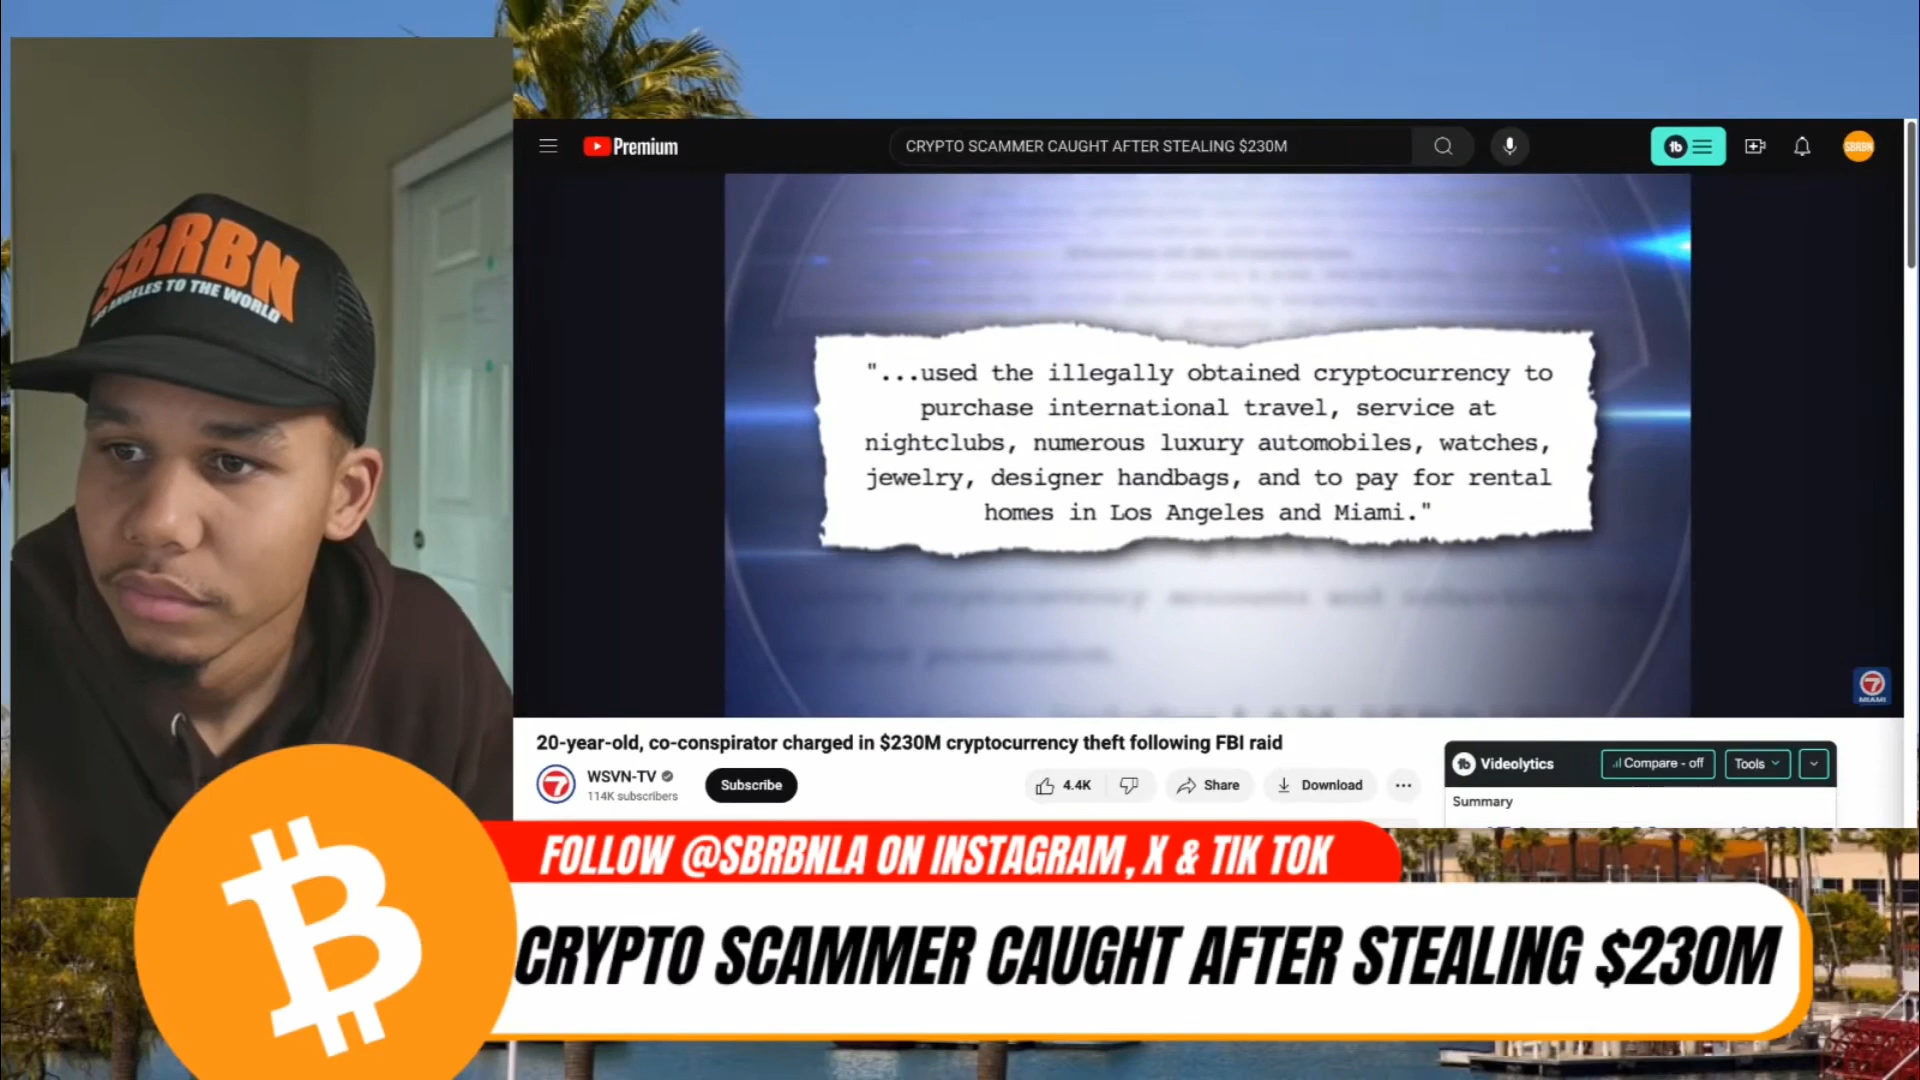 SBRBN
LOS ANGELES TO THE WORLD
Premium
CRYPTO SCAMMER CAUGHT AFTER STEALING $230M
SBRBN
"...used the illegally obtained cryptocurrency to
purchase international travel, service at
nightclubs, numerous luxury automobiles, watches,
jewelry, designer handbags, and to pay for rental
homes in Los Angeles and Miami."
7
MIAMI
20-year-old, co-conspirator charged in $230M cryptocurrency theft following FBI raid
7
WSVN-TV
114K subscribers
Subscribe
4.4K
Share
Download
Videolytics
Compare - off
Tools
Summary
FOLLOW @SBRBNLA ON INSTAGRAM, X & TIK TOK
CRYPTO SCAMMER CAUGHT AFTER STEALING $230M